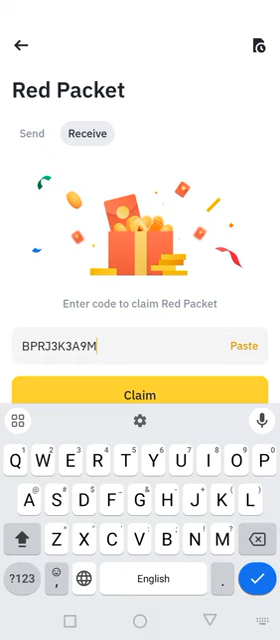 Red Packet
Send
Receive
Enter code to claim Red Packet
BPRJ3K3A9M
Paste
Claim
Q W E R T Y U I O P
@ # $ _ & - + ( )
A S D F G H J K L
* " ' : ; ! ?
Z X C V B N M
?123 , English .